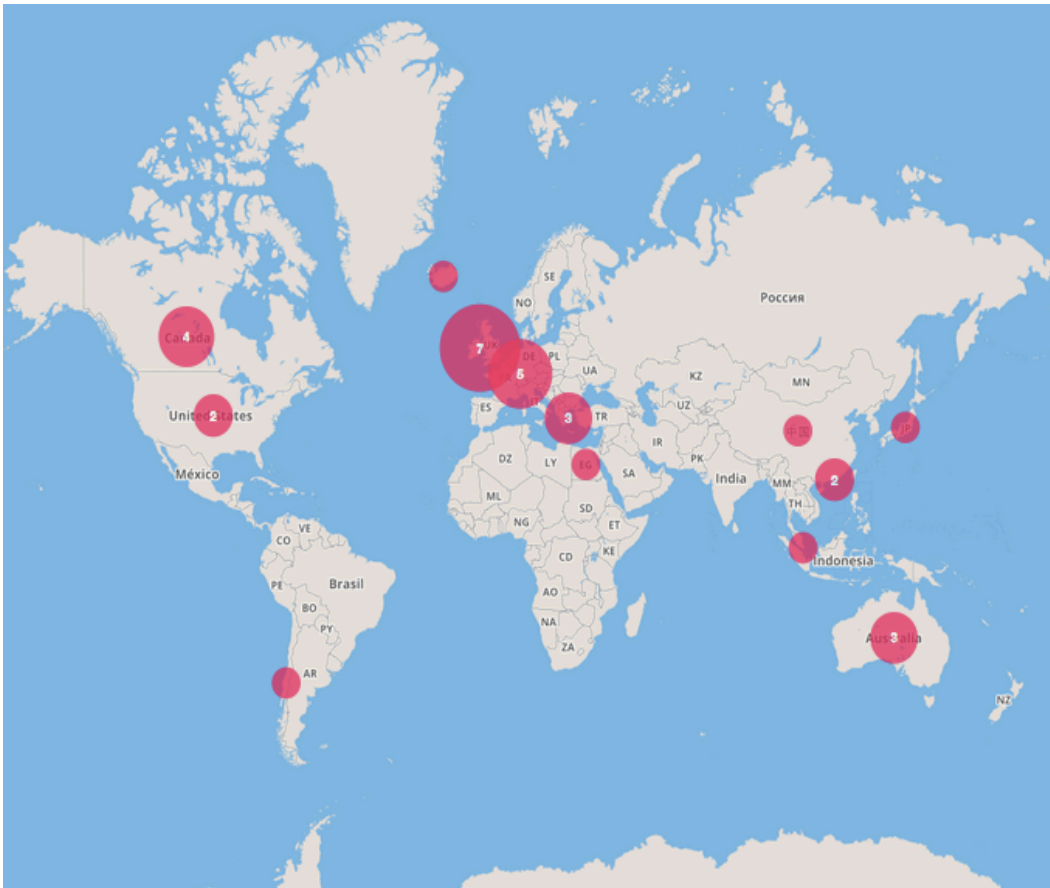 SE
NO
Россия
Canada
4
7
UK
DE
PL
5
UA
KZ
MN
United States
2
ES
IT
3
TR
UZ
中国
JP
México
DZ
LY
EG
SA
IR
PK
India
MM
2
TH
ML
NG
SD
ET
VE
CO
CD
KE
Indonesia
PE
Brasil
BO
AO
PY
NA
ZA
Australia
3
AR
NZ